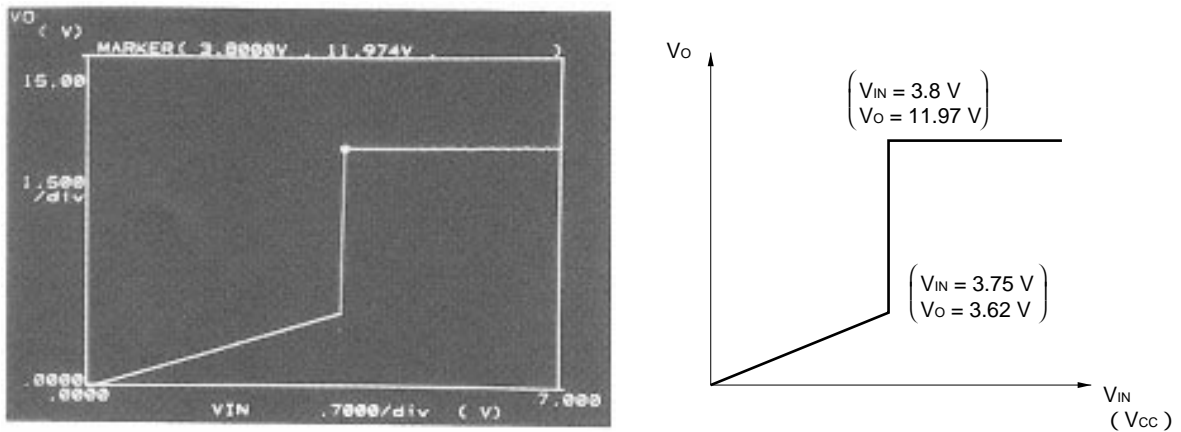 VO
( V)
MARKER( 3.8000V , 11.974V , )
15.00
1.500
/div
.0000
.0000
VIN .7000/div ( V)
7.000
VO
VIN = 3.8 V
VO = 11.97 V
VIN = 3.75 V
VO = 3.62 V
VIN
( VCC )